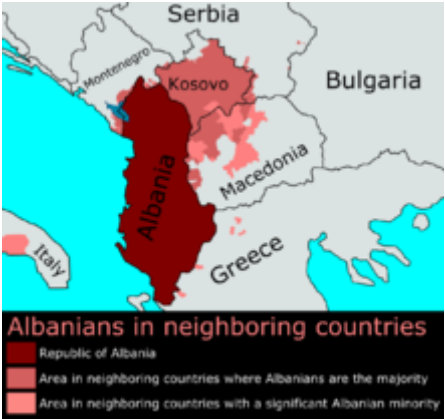 Serbia
Montenegro
Kosovo
Bulgaria
Macedonia
Albania
Italy
Greece
Albanians in neighboring countries
Republic of Albania
Area in neighboring countries where Albanians are the majority
Area in neighboring countries with a significant Albanian minority